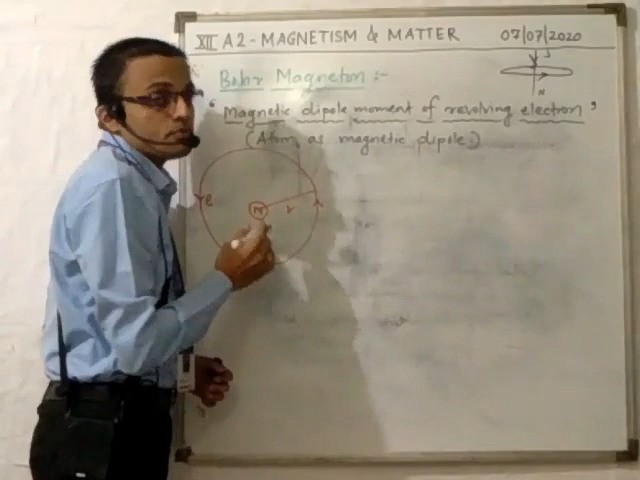 XII A2 - MAGNETISM & MATTER 07/07/2020
S
N
Bohr Magneton :-
" Magnetic dipole moment of revolving electron "
(Atom as magnetic dipole)
e
N
r